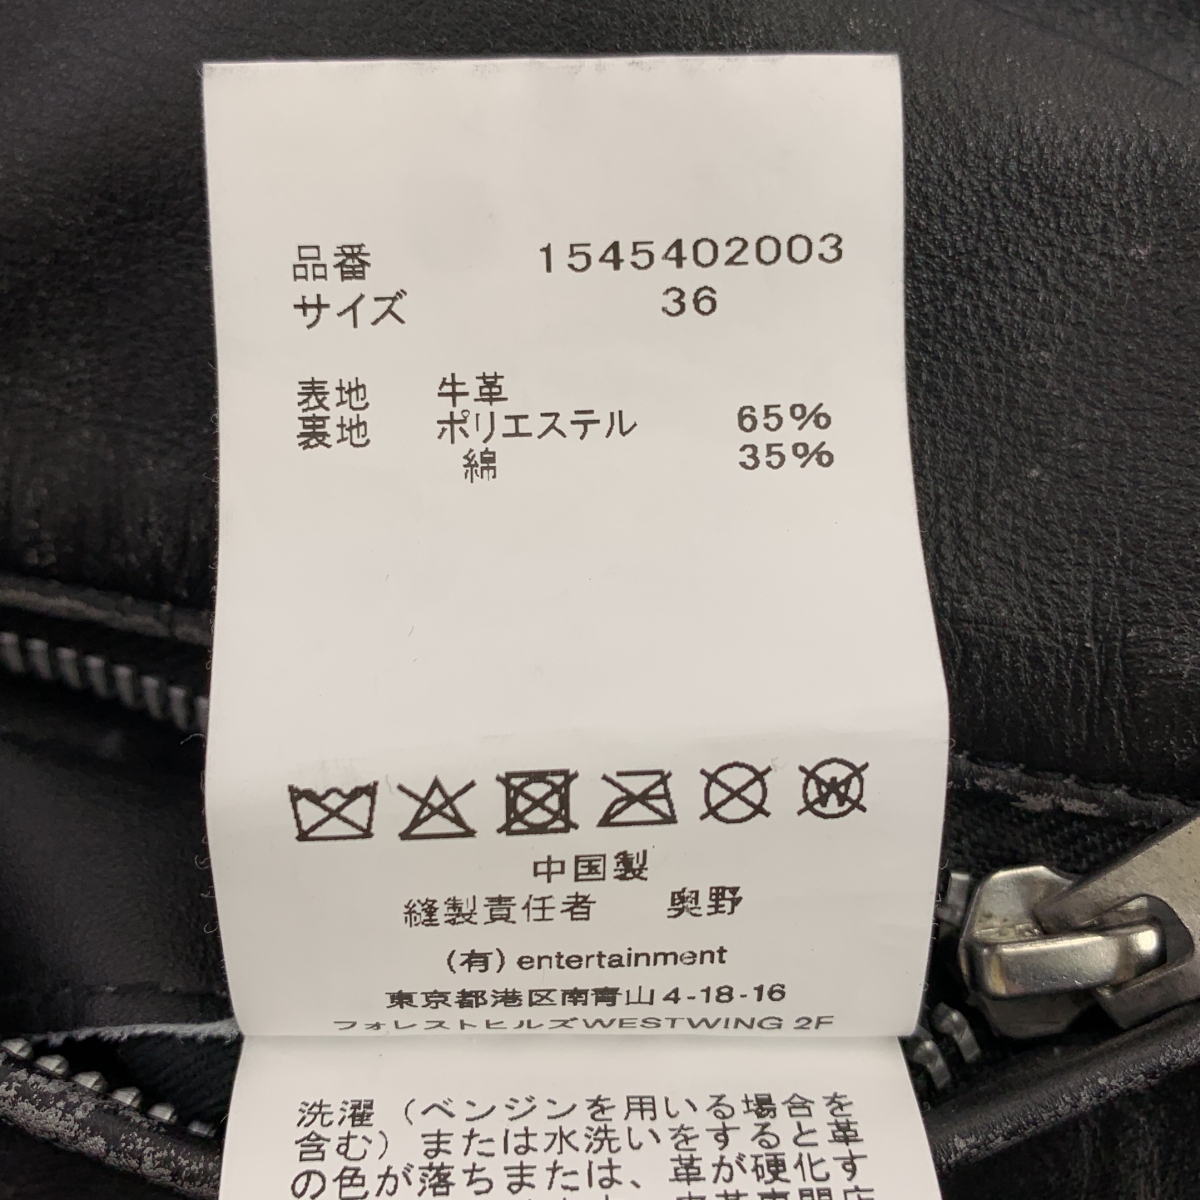 品番 1545402003
サイズ 36
表地 牛革
裏地 ポリエステル 65%
綿 35%
W
中国製
縫製責任者 奥野
(有) entertainment
東京都港区南青山4-18-16
フォレストヒルズWESTWING 2F
洗濯(ベンジンを用いる場合を
含む)または水洗いをすると革
の色が落ちまたは、革が硬化す